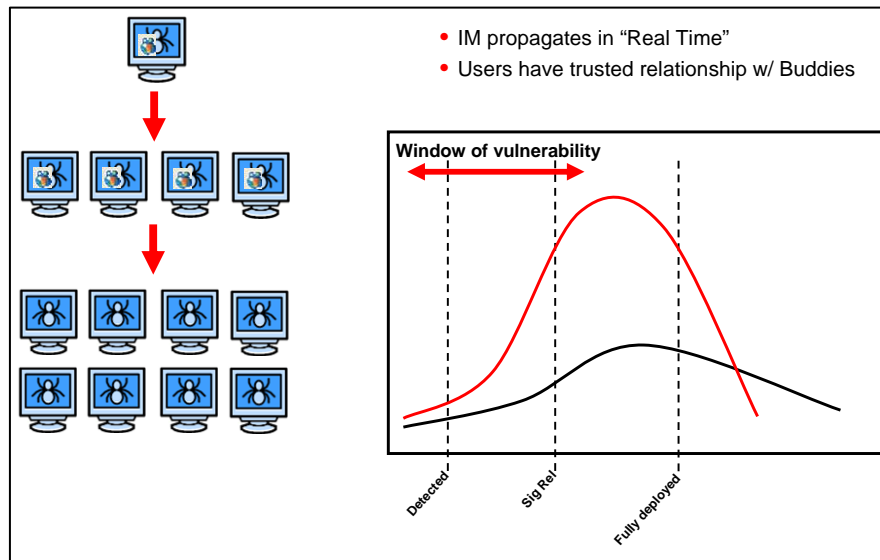 • IM propagates in “Real Time”
• Users have trusted relationship w/ Buddies
Window of vulnerability
Detected
Sig Rel
Fully deployed